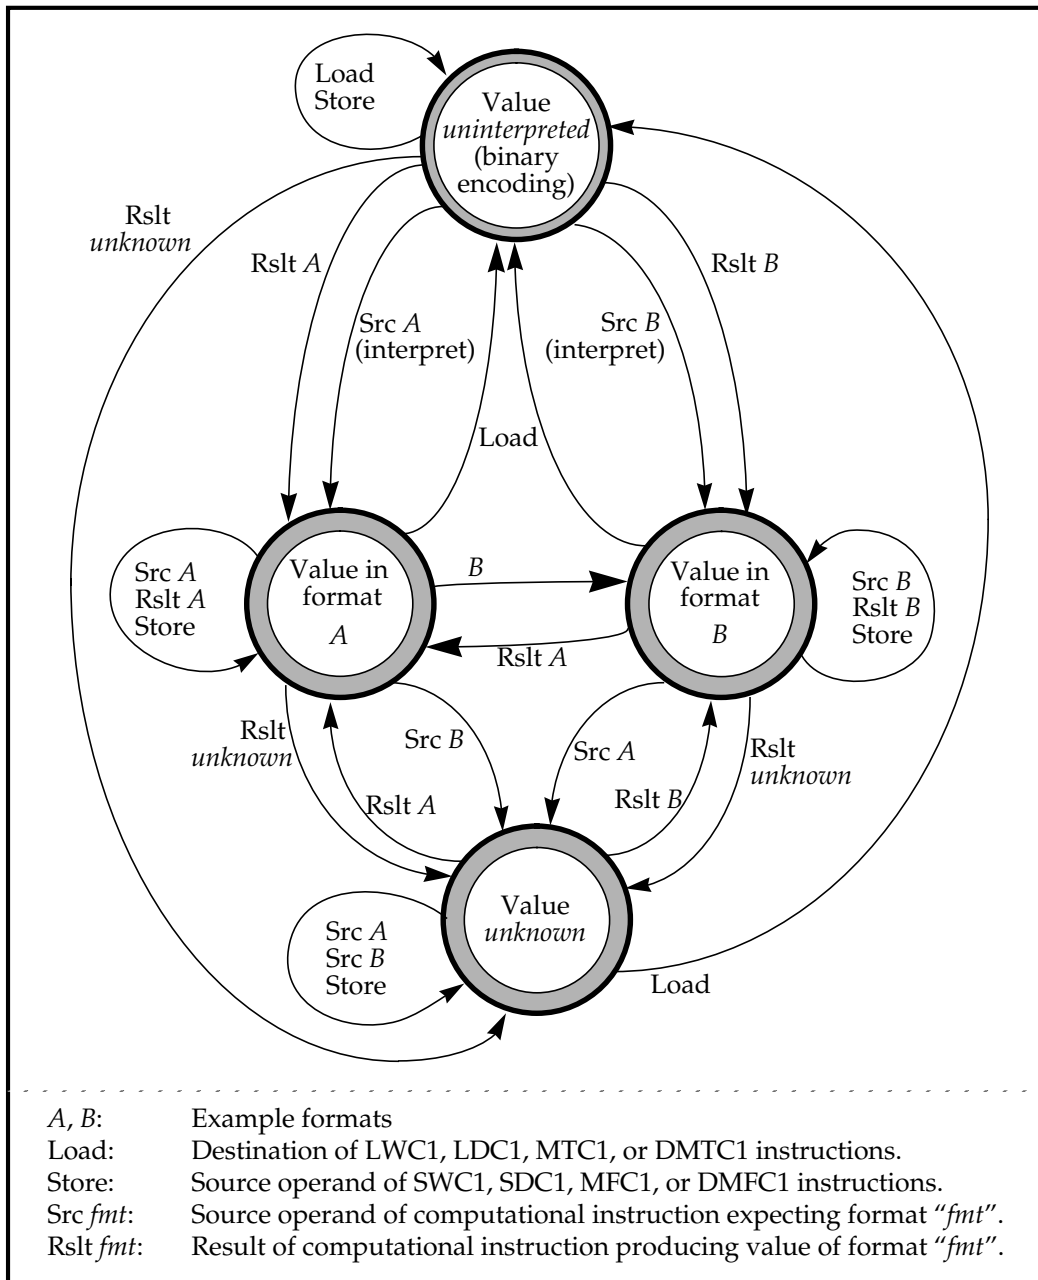 Load
Store
Value
uninterpreted
(binary
encoding)
Rslt
unknown
Rslt A
Rslt B
Src A
(interpret)
Src B
(interpret)
Load
Src A
Rslt A
Store
Value in
format
A
B
Rslt A
Value in
format
B
Src B
Rslt B
Store
Rslt
unknown
Src B
Src A
Rslt
unknown
Rslt A
Rslt B
Value
unknown
Src A
Src B
Store
Load
A, B: Example formats
Load: Destination of LWC1, LDC1, MTC1, or DMTC1 instructions.
Store: Source operand of SWC1, SDC1, MFC1, or DMFC1 instructions.
Src fmt: Source operand of computational instruction expecting format “fmt”.
Rslt fmt: Result of computational instruction producing value of format “fmt”.